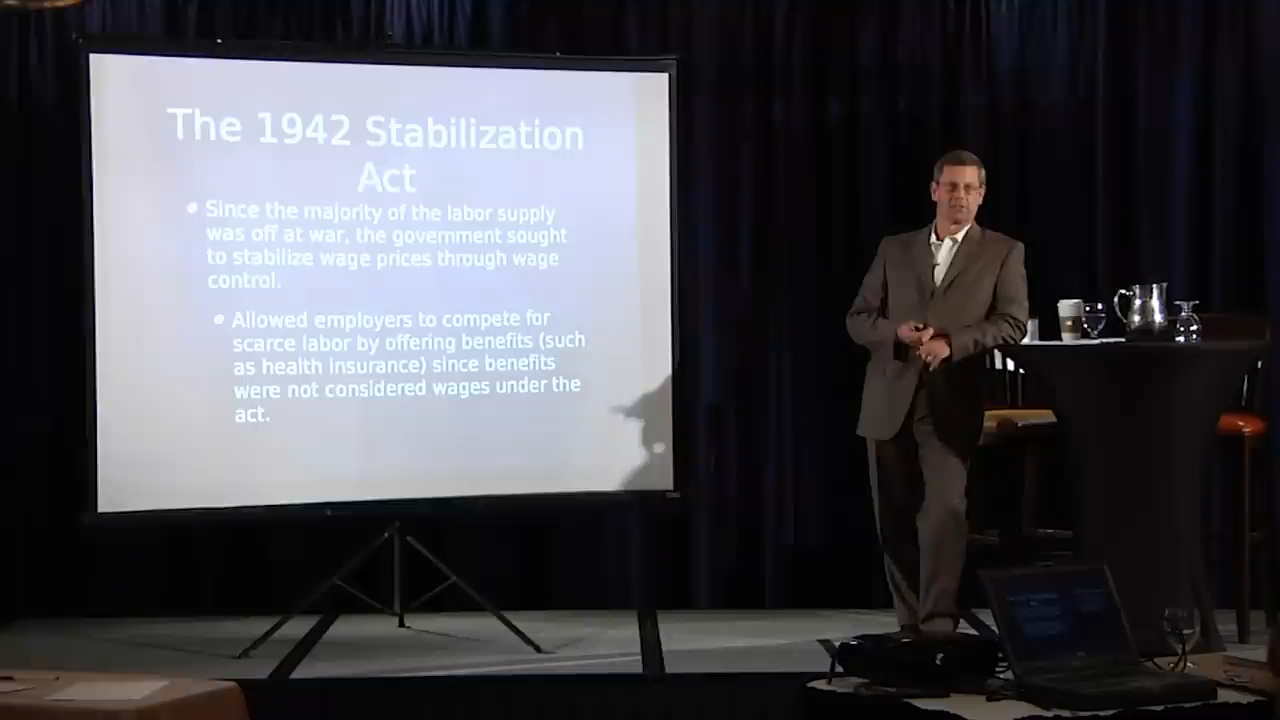 The 1942 Stabilization
Act
• Since the majority of the labor supply
was off at war, the government sought
to stabilize wage prices through wage
control.
• Allowed employers to compete for
scarce labor by offering benefits (such
as health insurance) since benefits
were not considered wages under the
act.